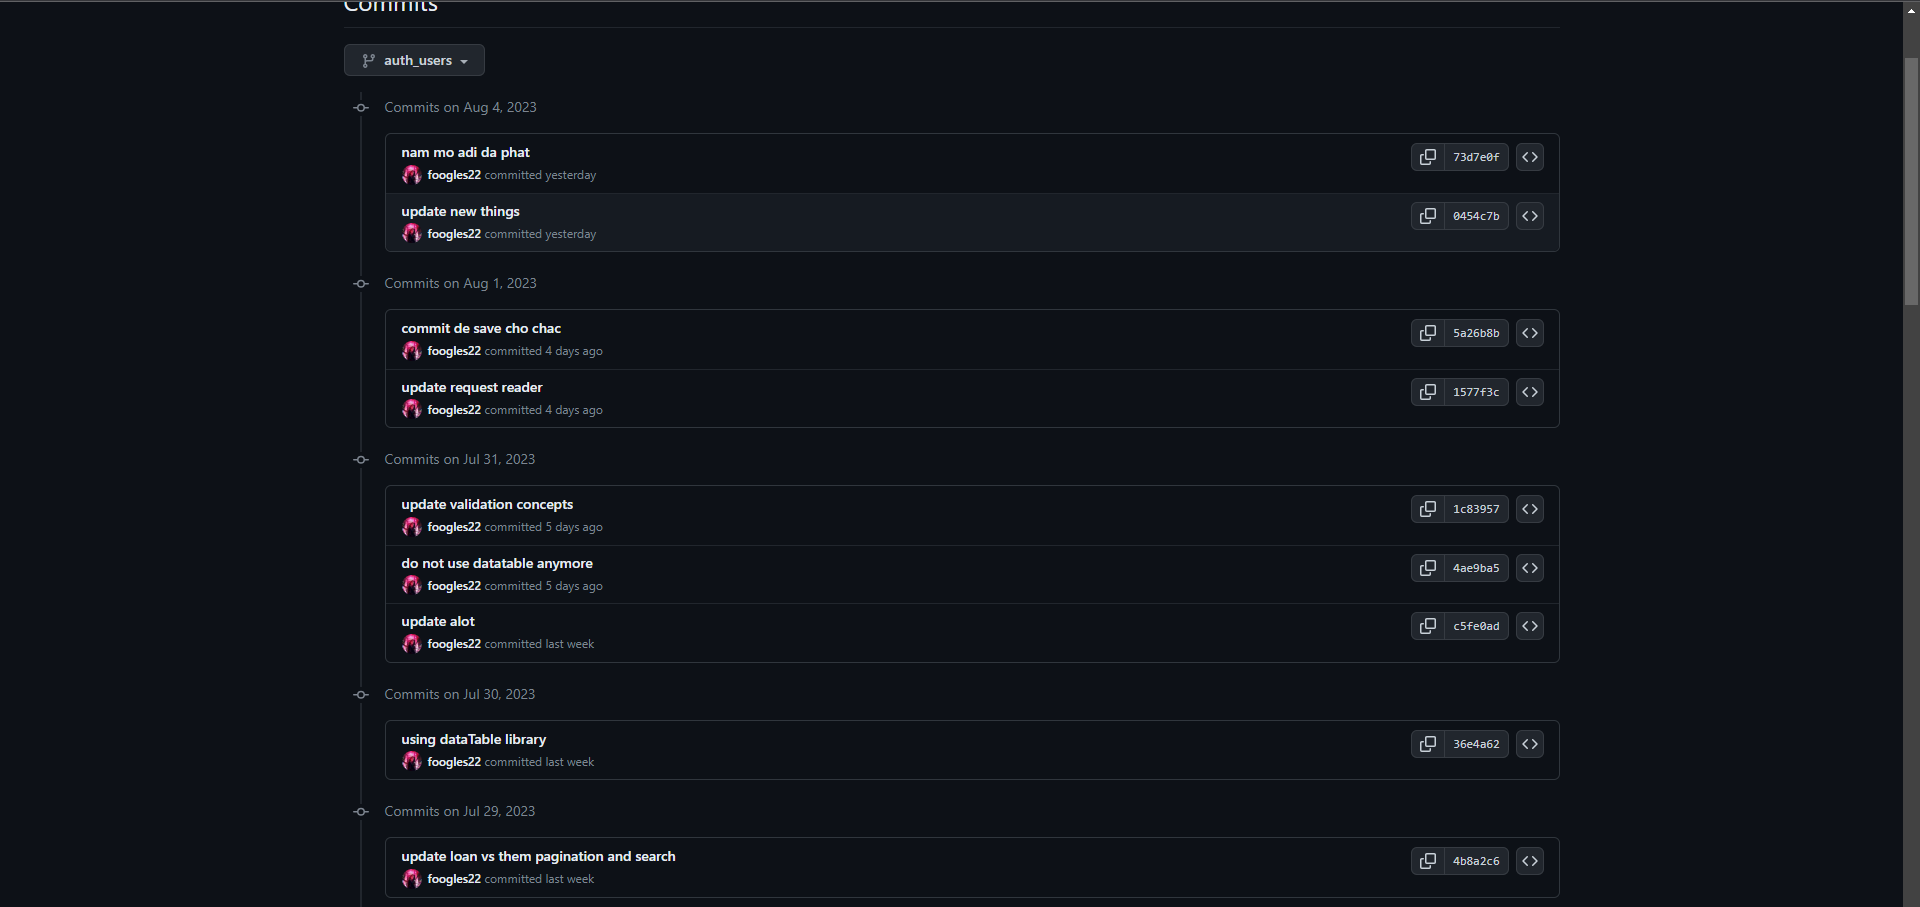 Commits
auth_users
Commits on Aug 4, 2023
nam mo adi da phat
73d7e0f
foogles22 committed yesterday
update new things
0454c7b
foogles22 committed yesterday
Commits on Aug 1, 2023
commit de save cho chac
5a26b8b
foogles22 committed 4 days ago
update request reader
1577f3c
foogles22 committed 4 days ago
Commits on Jul 31, 2023
update validation concepts
1c83957
foogles22 committed 5 days ago
do not use datatable anymore
4ae9ba5
foogles22 committed 5 days ago
update alot
c5fe0ad
foogles22 committed last week
Commits on Jul 30, 2023
using dataTable library
36e4a62
foogles22 committed last week
Commits on Jul 29, 2023
update loan vs them pagination and search
4b8a2c6
foogles22 committed last week